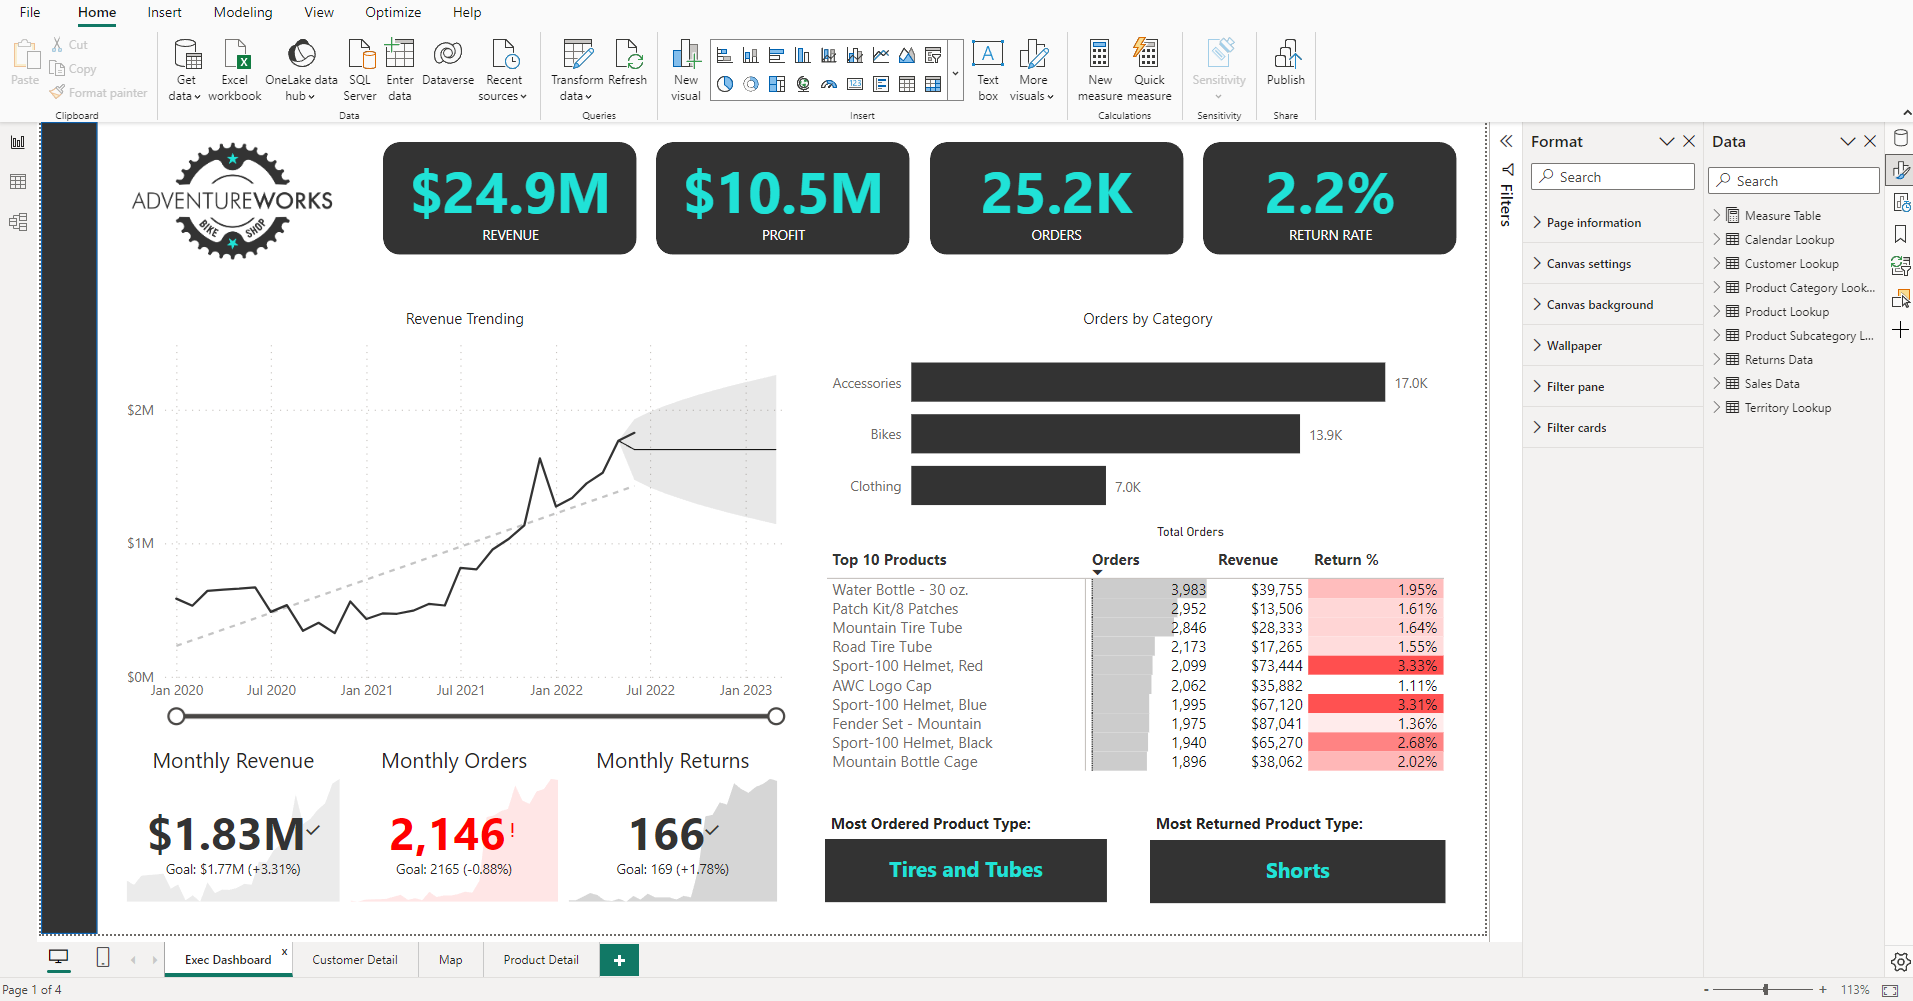 File Home Insert Modeling View Optimize Help
Paste
Cut
Copy
Format painter
Clipboard
Get data
Excel workbook
OneLake data hub
SQL Server
Enter data
Dataverse
Recent sources
Data
Transform data
Refresh
Queries
New visual
123
A
Text box
More visuals
Insert
New measure
Quick measure
Calculations
Sensitivity
Sensitivity
Publish
Share
ADVENTUREWORKS
BIKE SHOP
$24.9M
REVENUE
$10.5M
PROFIT
25.2K
ORDERS
2.2%
RETURN RATE
Revenue Trending
$2M
$1M
$0M
Jan 2020 Jul 2020 Jan 2021 Jul 2021 Jan 2022 Jul 2022 Jan 2023
Monthly Revenue
$1.83M
Goal: $1.77M (+3.31%)
Monthly Orders
2,146!
Goal: 2165 (-0.88%)
Monthly Returns
166
Goal: 169 (+1.78%)
Orders by Category
Accessories 17.0K
Bikes 13.9K
Clothing 7.0K
Total Orders
Top 10 Products Orders Revenue Return %
Water Bottle - 30 oz. 3,983 $39,755 1.95%
Patch Kit/8 Patches 2,952 $13,506 1.61%
Mountain Tire Tube 2,846 $28,333 1.64%
Road Tire Tube 2,173 $17,265 1.55%
Sport-100 Helmet, Red 2,099 $73,444 3.33%
AWC Logo Cap 2,062 $35,882 1.11%
Sport-100 Helmet, Blue 1,995 $67,120 3.31%
Fender Set - Mountain 1,975 $87,041 1.36%
Sport-100 Helmet, Black 1,940 $65,270 2.68%
Mountain Bottle Cage 1,896 $38,062 2.02%
Most Ordered Product Type:
Tires and Tubes
Most Returned Product Type:
Shorts
Filters
Format
Search
Page information
Canvas settings
Canvas background
Wallpaper
Filter pane
Filter cards
Data
Search
Measure Table
Calendar Lookup
Customer Lookup
Product Category Look...
Product Lookup
Product Subcategory L...
Returns Data
Sales Data
Territory Lookup
Exec Dashboard x Customer Detail Map Product Detail +
Page 1 of 4
- + 113%